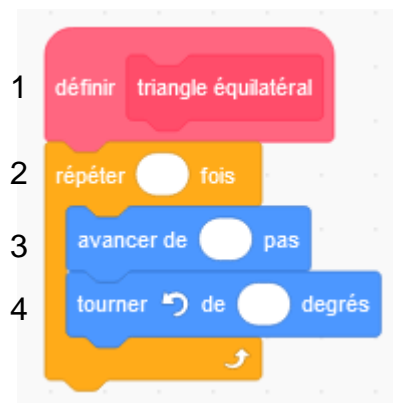 1 définir triangle équilatéral
2 répéter fois
3 avancer de pas
4 tourner de degrés